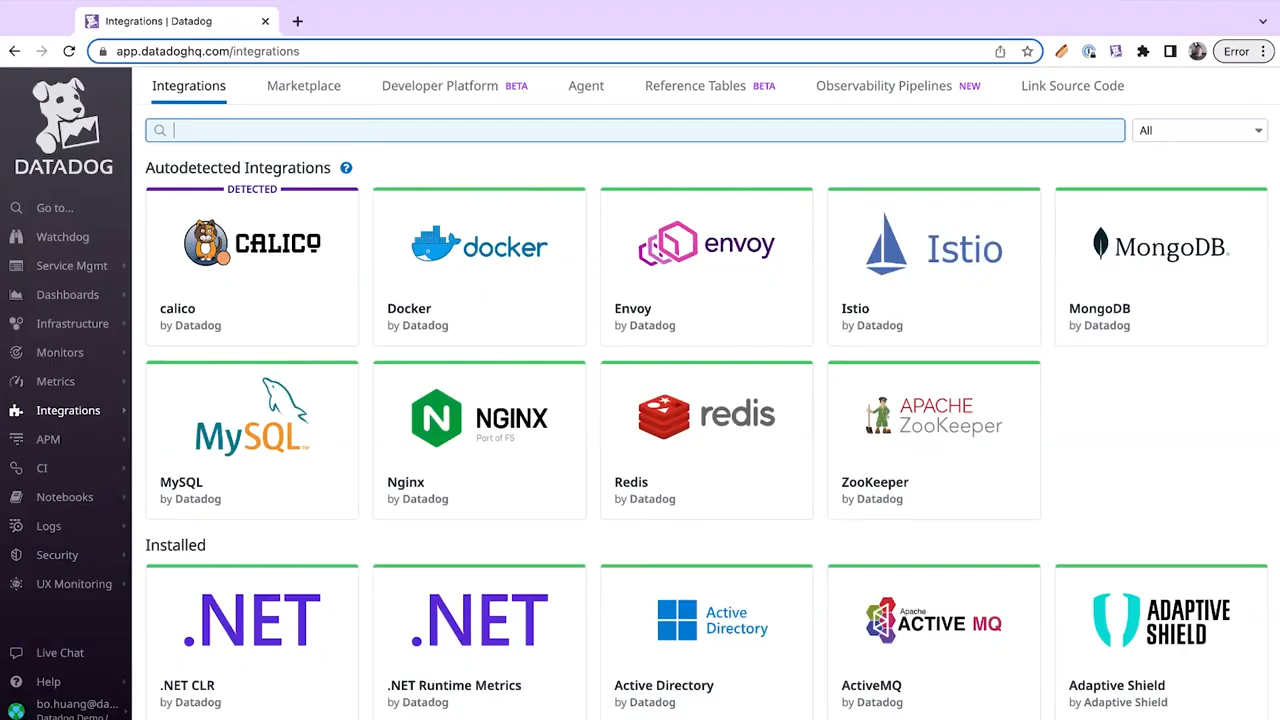 Integrations | Datadog
app.datadoghq.com/integrations
Error
DATADOG
Go to...
Watchdog
Service Mgmt
Dashboards
Infrastructure
Monitors
Metrics
Integrations
APM
CI
Notebooks
Logs
Security
UX Monitoring
Live Chat
Help
bo.huang@da...
Datadog Demo (
Integrations
Marketplace
Developer Platform BETA
Agent
Reference Tables BETA
Observability Pipelines NEW
Link Source Code
All
Autodetected Integrations ?
DETECTED
CALICO
calico
by Datadog
docker
Docker
by Datadog
envoy
Envoy
by Datadog
Istio
Istio
by Datadog
MongoDB.
MongoDB
by Datadog
MySQL™
MySQL
by Datadog
N NGINX
Part of F5
Nginx
by Datadog
redis
Redis
by Datadog
APACHE
ZooKeeper
ZooKeeper
by Datadog
Installed
.NET
.NET CLR
by Datadog
.NET
.NET Runtime Metrics
by Datadog
Active
Directory
Active Directory
by Datadog
Apache
ACTIVE MQ
ActiveMQ
by Datadog
ADAPTIVE
SHIELD
Adaptive Shield
by Adaptive Shield